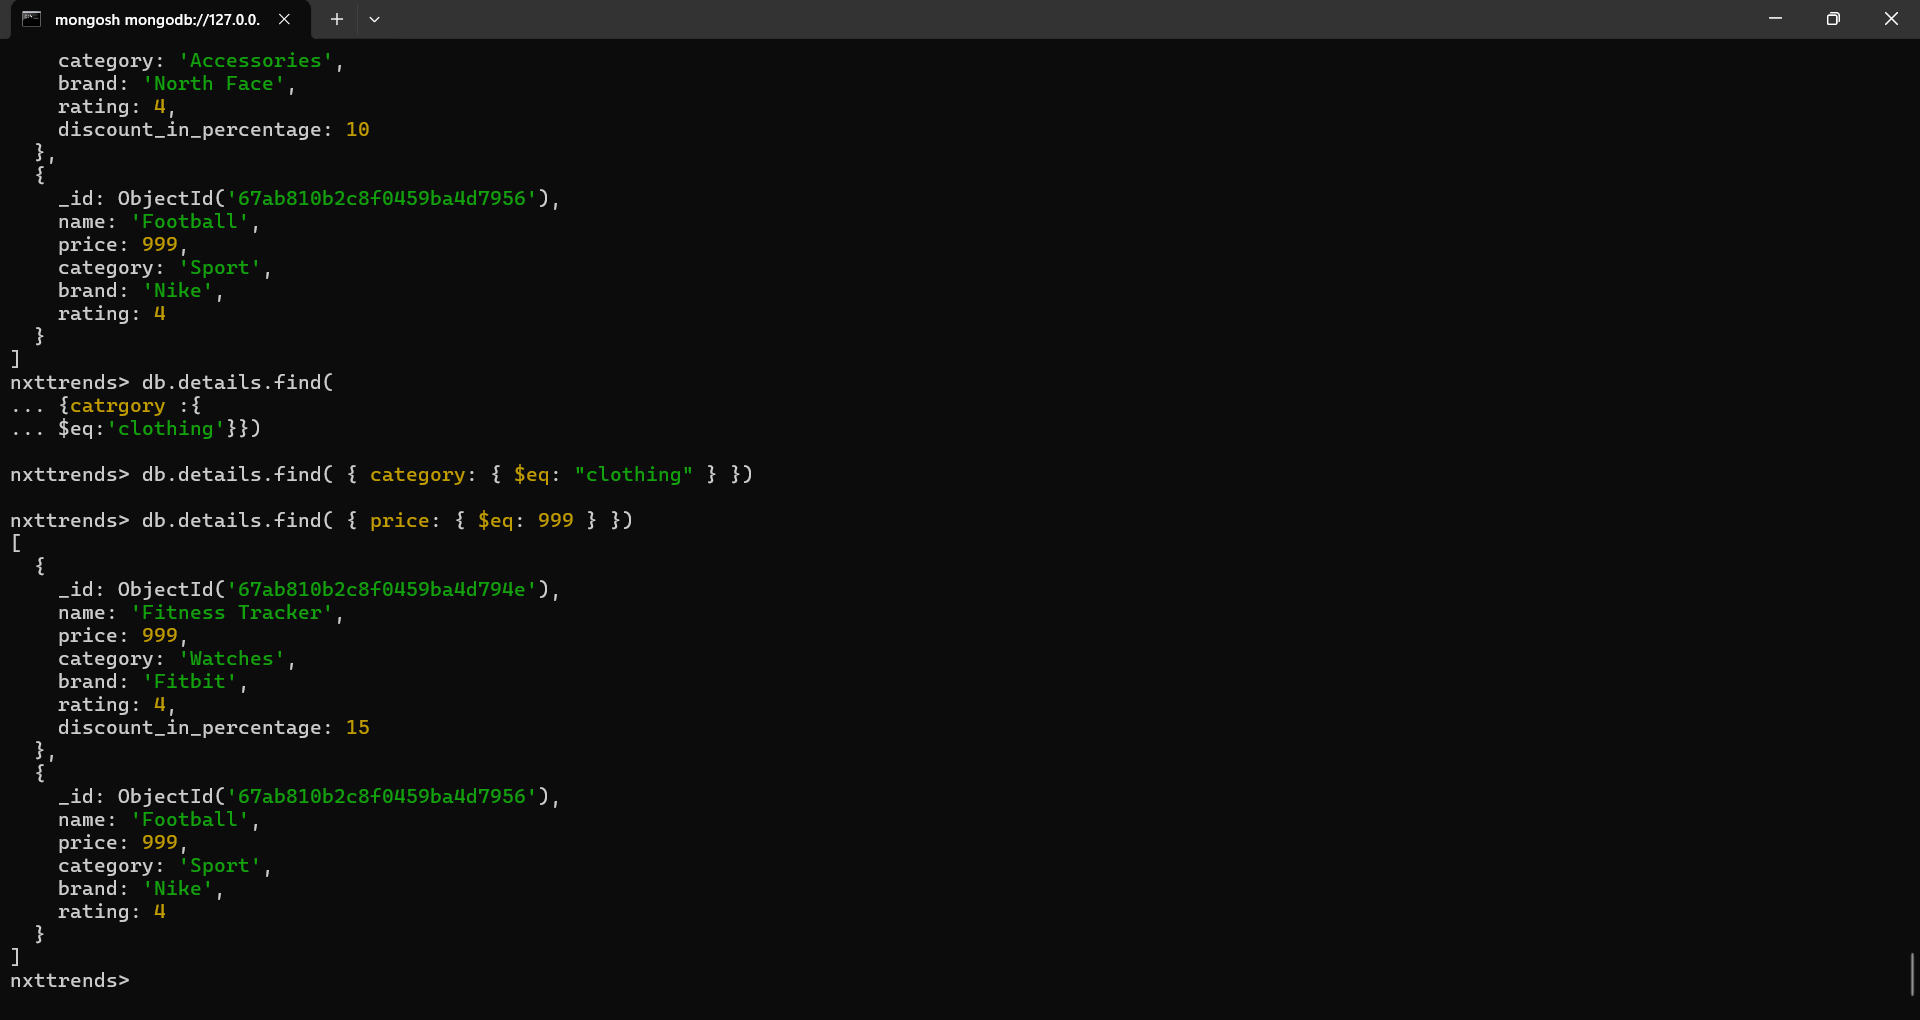 mongosh mongodb://127.0.0.
    category: 'Accessories',
    brand: 'North Face',
    rating: 4,
    discount_in_percentage: 10
  },
  {
    _id: ObjectId('67ab810b2c8f0459ba4d7956'),
    name: 'Football',
    price: 999,
    category: 'Sport',
    brand: 'Nike',
    rating: 4
  }
]
nxttrends> db.details.find(
... {catrgory :{
... $eq:'clothing'}})

nxttrends> db.details.find( { category: { $eq: "clothing" } })

nxttrends> db.details.find( { price: { $eq: 999 } })
[
  {
    _id: ObjectId('67ab810b2c8f0459ba4d794e'),
    name: 'Fitness Tracker',
    price: 999,
    category: 'Watches',
    brand: 'Fitbit',
    rating: 4,
    discount_in_percentage: 15
  },
  {
    _id: ObjectId('67ab810b2c8f0459ba4d7956'),
    name: 'Football',
    price: 999,
    category: 'Sport',
    brand: 'Nike',
    rating: 4
  }
]
nxttrends>